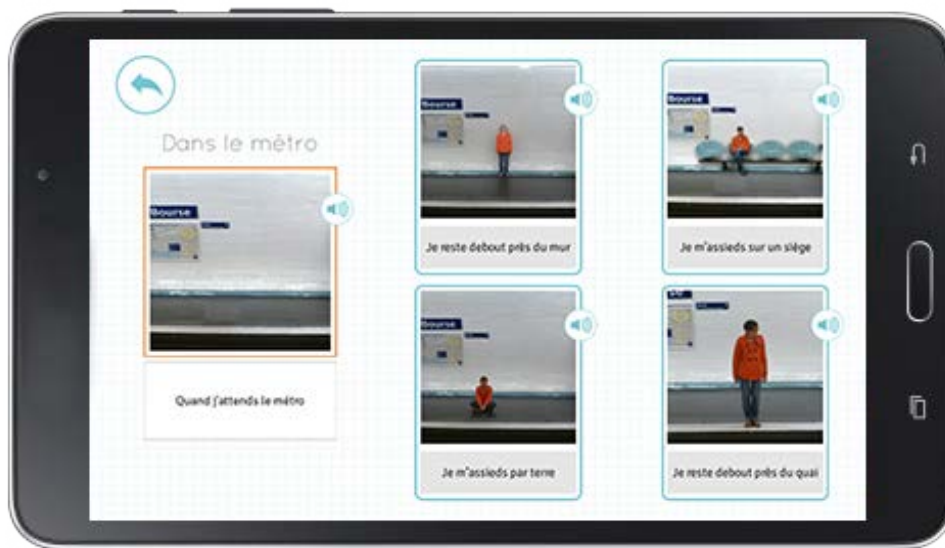 Dans le métro
Bourse
Quand j'attends le métro
Bourse
Je reste debout près du mur
Bourse
Je m'assieds sur un siège
Bourse
Je m'assieds par terre
Je reste debout près du quai